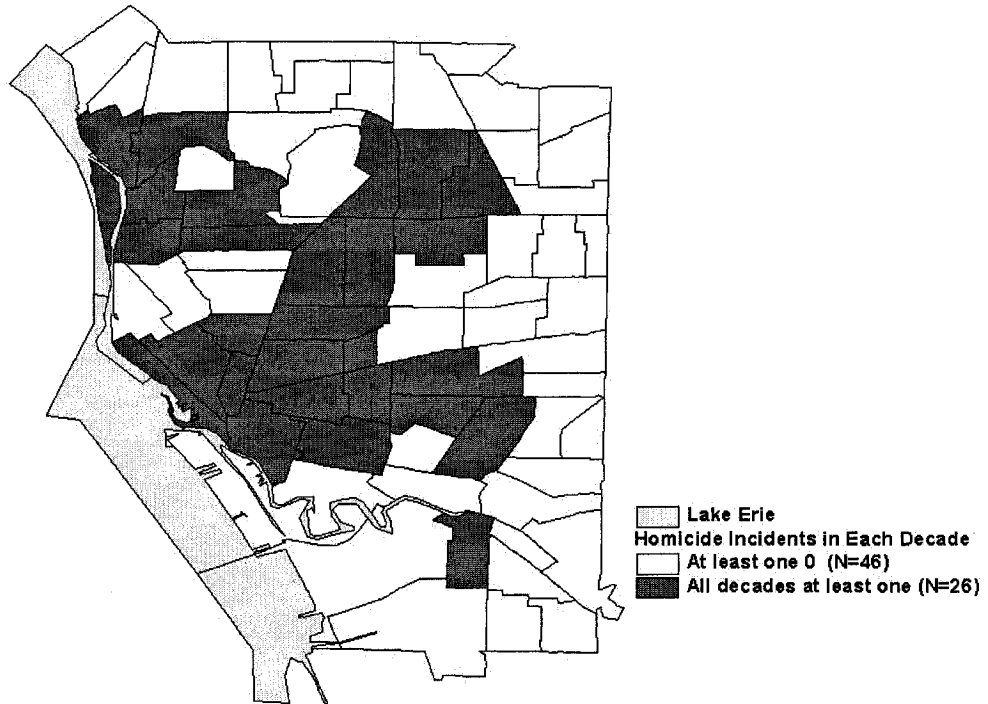 Lake Erie
Homicide Incidents in Each Decade
At least one 0 (N=46)
All decades at least one (N=26)